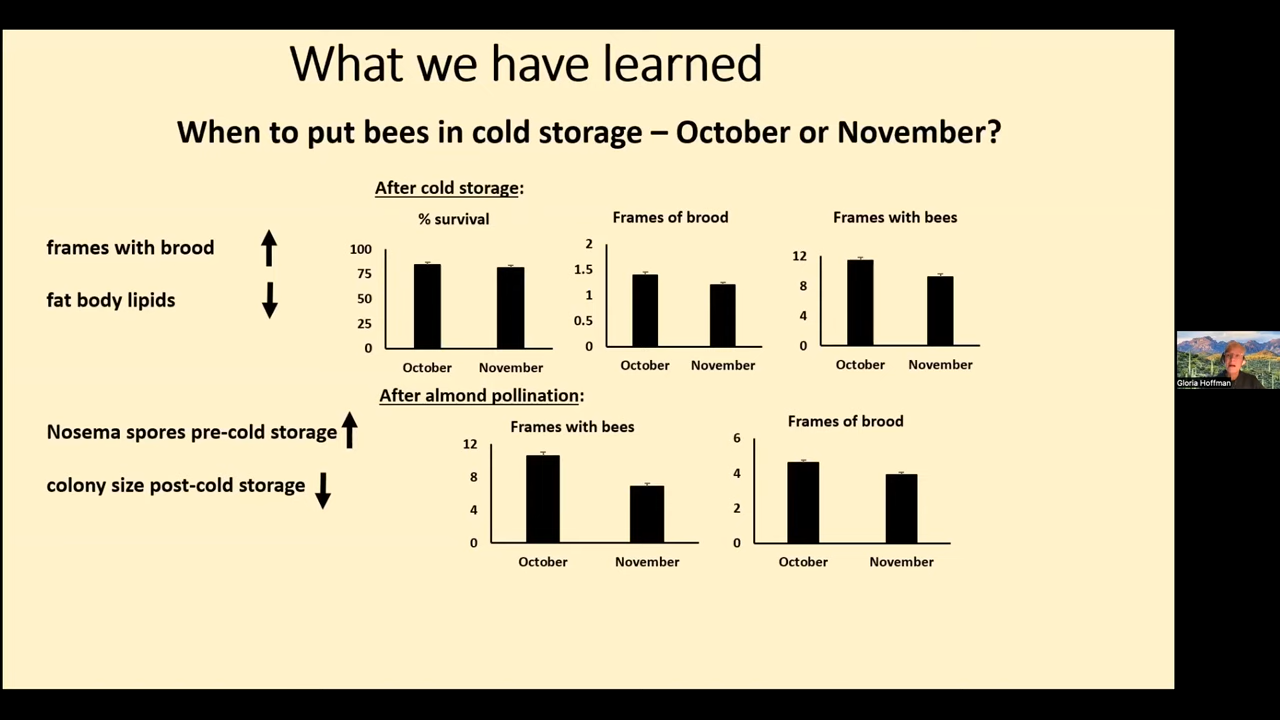 What we have learned
When to put bees in cold storage – October or November?
After cold storage:
frames with brood
fat body lipids
% survival
100
75
50
25
0
October November
Frames of brood
2
1.5
1
0.5
0
October November
Frames with bees
12
8
4
0
October November
After almond pollination:
Nosema spores pre-cold storage
colony size post-cold storage
Frames with bees
12
8
4
0
October November
Frames of brood
6
4
2
0
October November
Gloria Hoffman